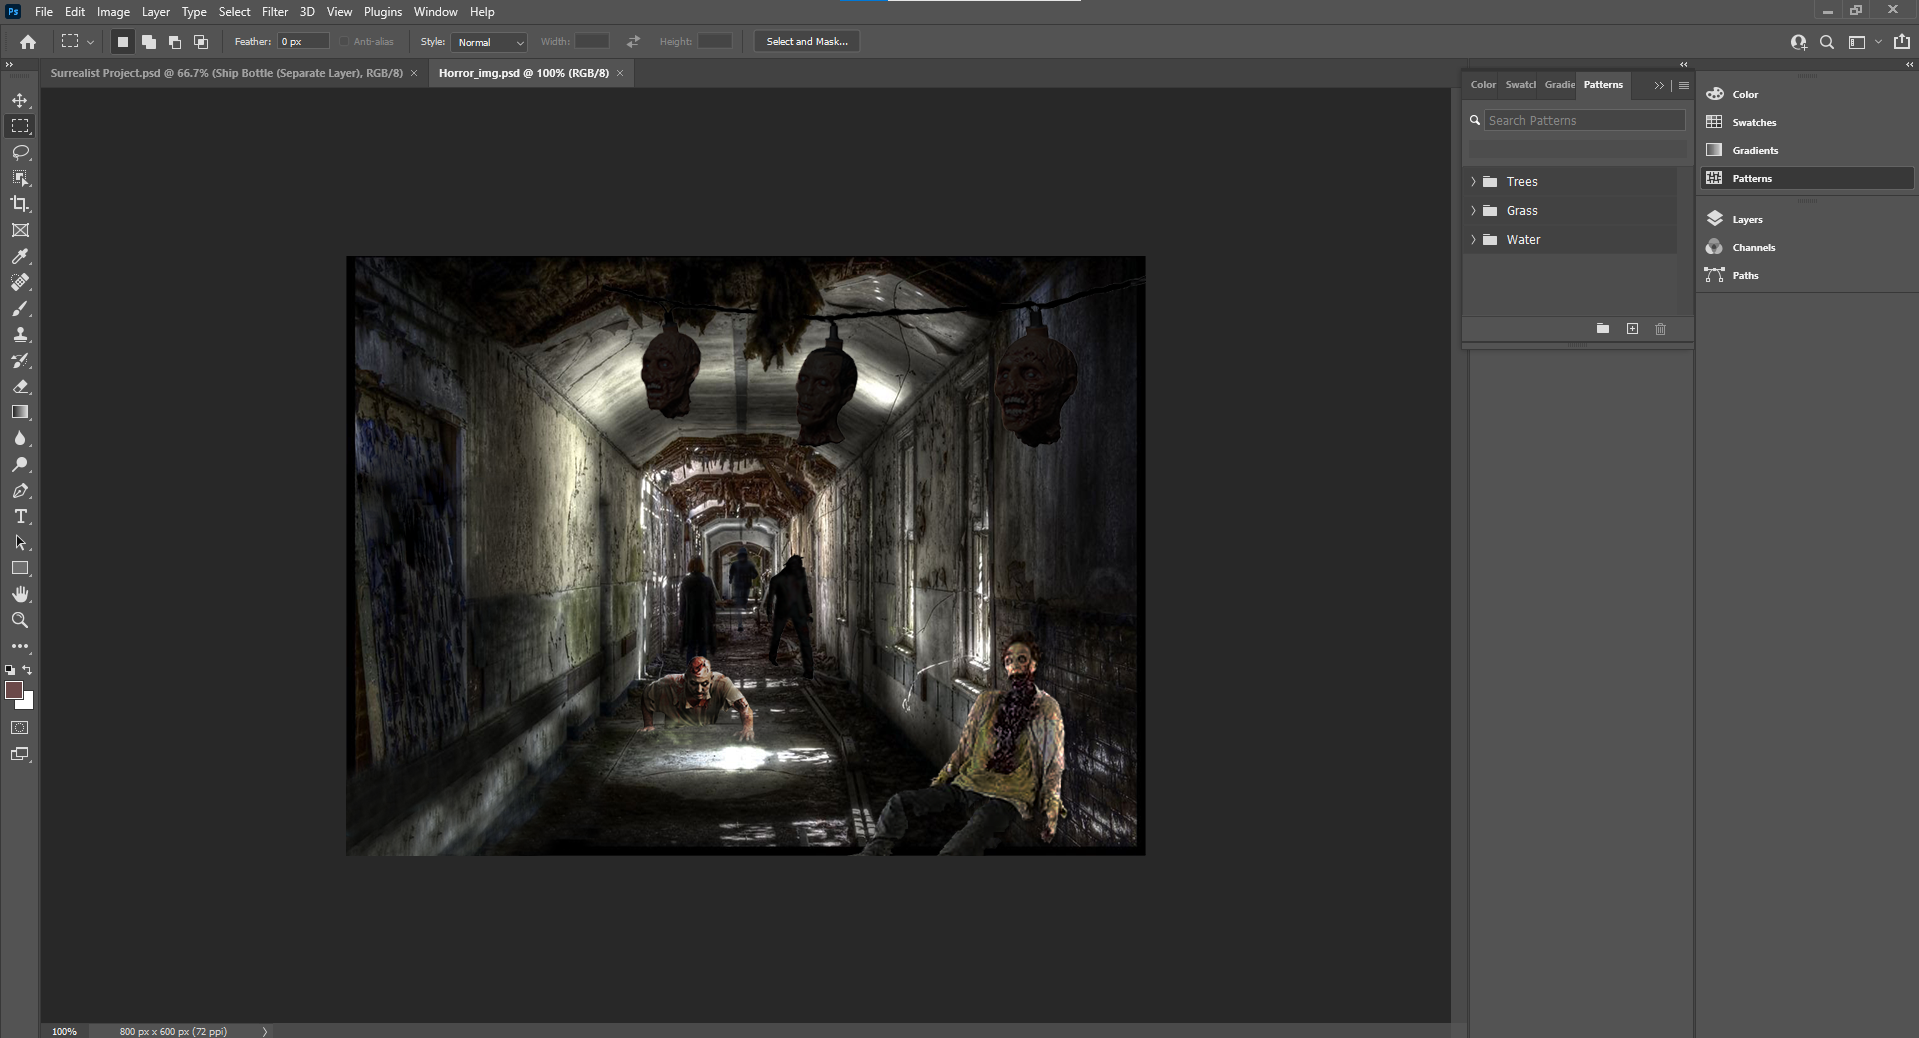 Ps File Edit Image Layer Type Select Filter 3D View Plugins Window Help
Feather: 0 px Anti-alias Style: Normal Width: Height: Select and Mask...
Surrealist Project.psd @ 66.7% (Ship Bottle (Separate Layer), RGB/8) × Horror_img.psd @ 100% (RGB/8) ×
Color Swatcl Gradie Patterns
Search Patterns
Trees
Grass
Water
Color
Swatches
Gradients
Patterns
Layers
Channels
Paths
T
100% 800 px x 600 px (72 ppi)